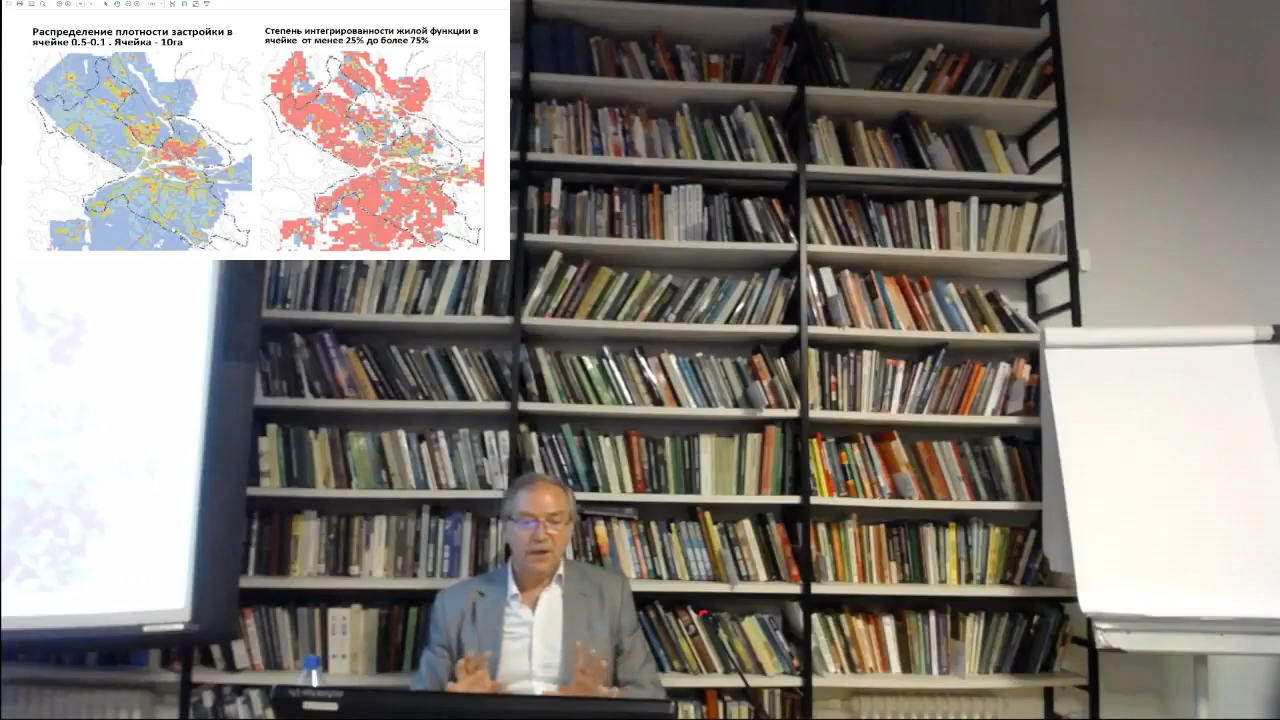 Распределение плотности застройки в
ячейке 0.5-0.1 . Ячейка - 10га
Степень интегрированности жилой функции в
ячейке от менее 25% до более 75%